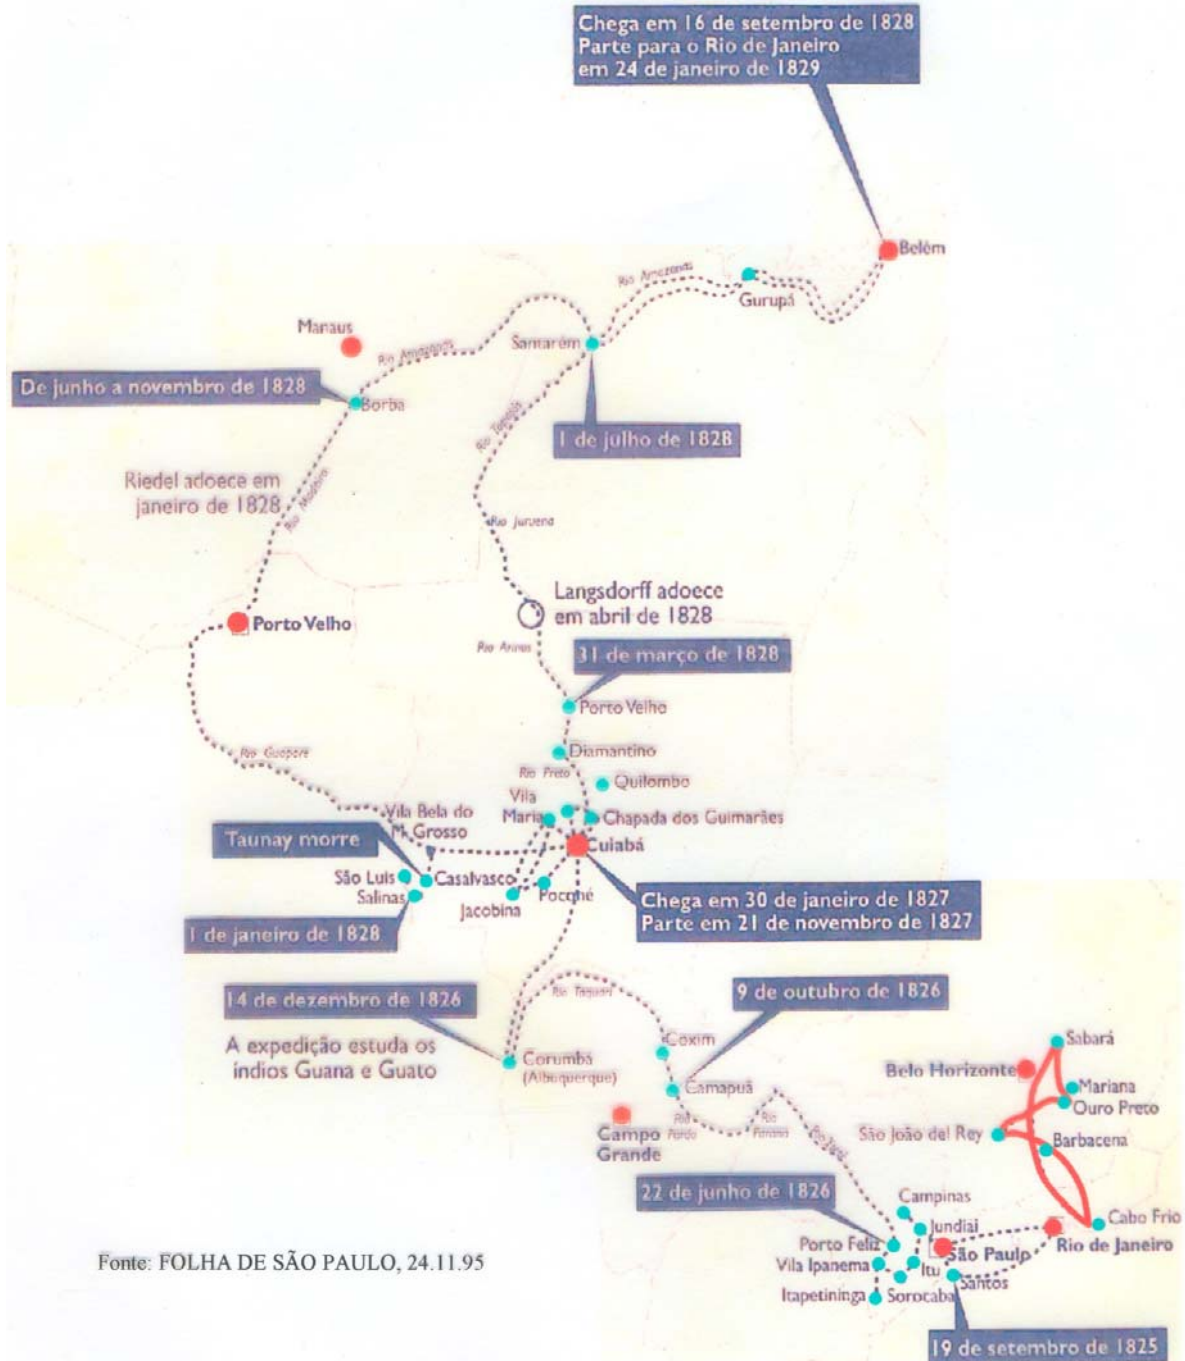 Chega em 16 de setembro de 1828
Parte para o Rio de Janeiro
em 24 de janeiro de 1829
Belém
Rio Amazonas
Gurupá
Manaus
Santarém
Rio Amazonas
De junho a novembro de 1828
Borba
1 de julho de 1828
Rio Tapajós
Riedel adoece em
janeiro de 1828
Rio Madeira
Rio Juruena
Langsdorff adoece
em abril de 1828
Porto Velho
Rio Arinos
31 de março de 1828
Porto Velho
Diamantino
Rio Guaporé
Rio Preto
Quilombo
Vila
Maria
Chapada dos Guimarães
Vila Bela do
M. Grosso
Taunay morre
Cuiabá
São Luis
Casalvasco
Salinas
Jacobina
Poconé
Chega em 30 de janeiro de 1827
Parte em 21 de novembro de 1827
1 de janeiro de 1828
14 de dezembro de 1826
Rio Taquari
9 de outubro de 1826
A expedição estuda os
índios Guana e Guato
Corumbá
(Albuquerque)
Coxim
Camapuã
Sabará
Belo Horizonte
Mariana
Ouro Preto
Campo
Grande
Rio
Pardo
Rio
Paraná
Rio Tietê
São João del Rey
Barbacena
22 de junho de 1826
Campinas
Jundiaí
Cabo Frio
Rio de Janeiro
Porto Feliz
São Paulp
Vila Ipanema
Itu
Itapetininga
Sorocaba
Santos
Fonte: FOLHA DE SÃO PAULO, 24.11.95
19 de setembro de 1825